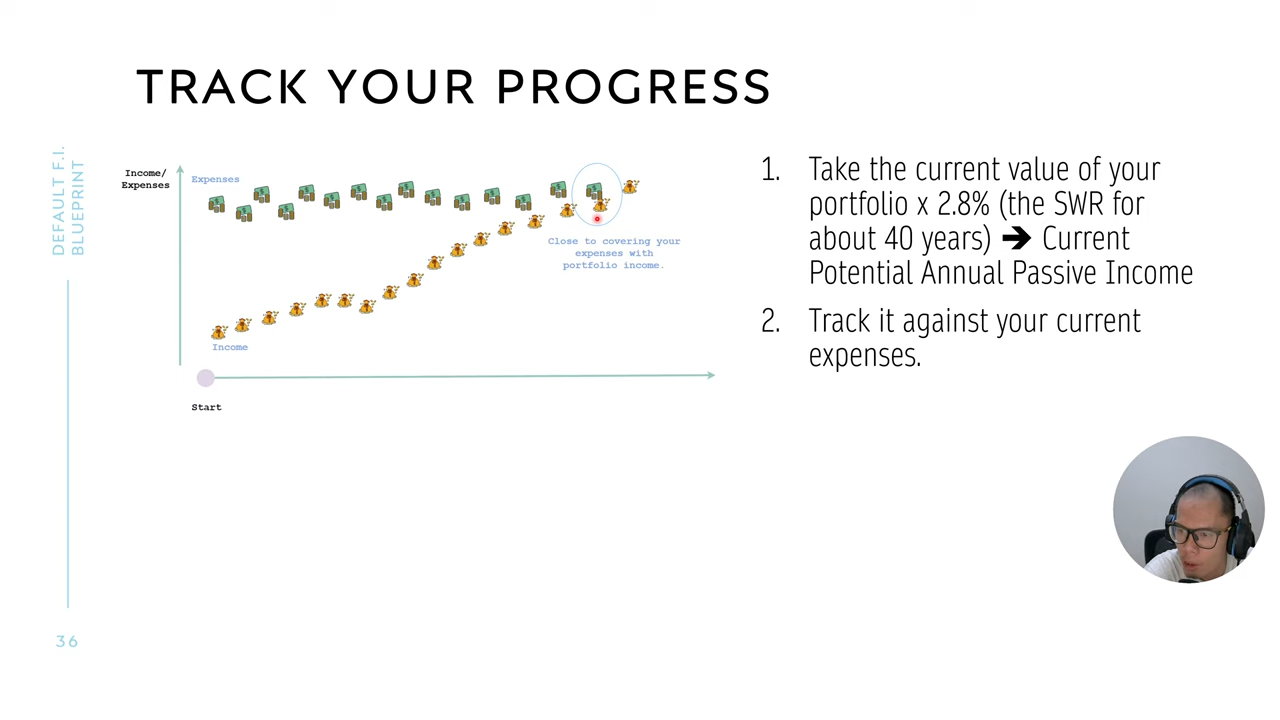 TRACK YOUR PROGRESS
DEFAULT F.I.
BLUEPRINT
Income/
Expenses
Expenses
Close to covering your
expenses with
portfolio income.
Income
Start
1. Take the current value of your
portfolio x 2.8% (the SWR for
about 40 years) ➔ Current
Potential Annual Passive Income
2. Track it against your current
expenses.
36